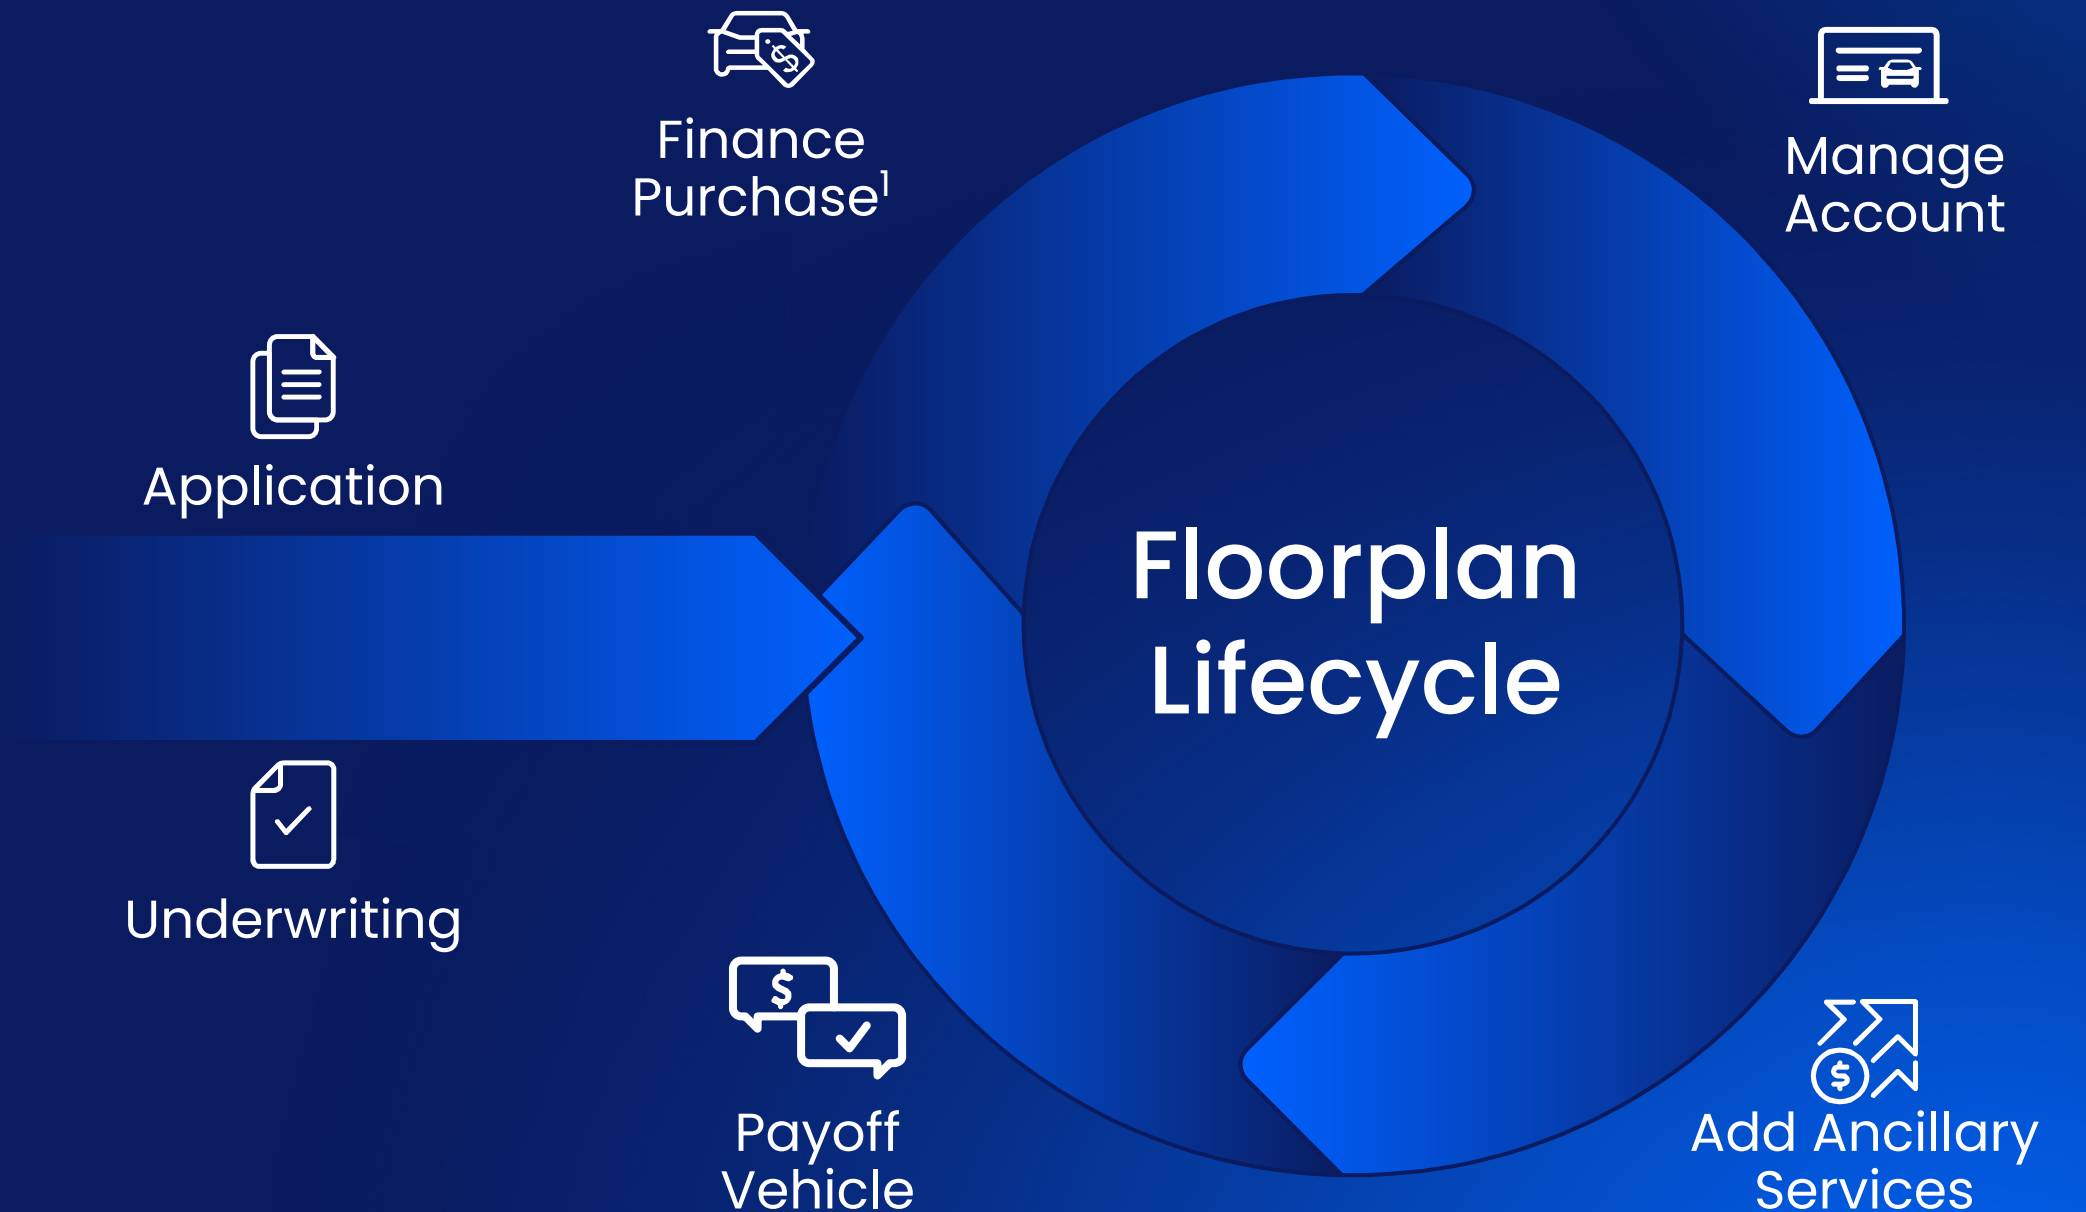 Finance
Purchase¹
Manage
Account
Application
Floorplan
Lifecycle
Underwriting
Payoff
Vehicle
Add Ancillary
Services